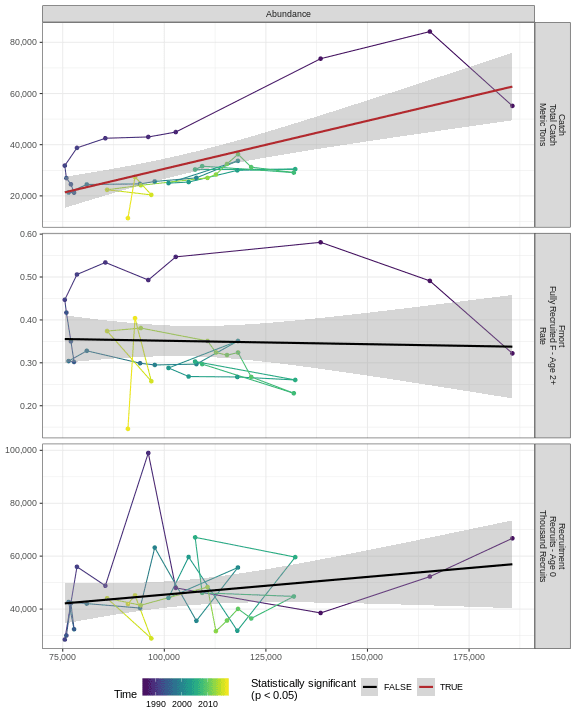 Abundance
80,000
60,000
40,000
20,000
Catch
Total Catch
Metric Tons
0.60
0.50
0.40
0.30
0.20
Fmort
Fully Recruited F - Age 2+
Rate
100,000
80,000
60,000
40,000
Recruitment
Recruits - Age 0
Thousand Recruits
75,000 100,000 125,000 150,000 175,000
Time
1990 2000 2010
Statistically significant
(p < 0.05)
FALSE TRUE